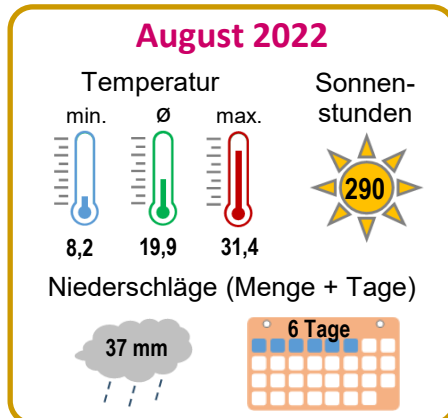 August 2022
Temperatur
min. ø max.
8,2 19,9 31,4
Sonnen-
stunden
290
Niederschläge (Menge + Tage)
37 mm
6 Tage